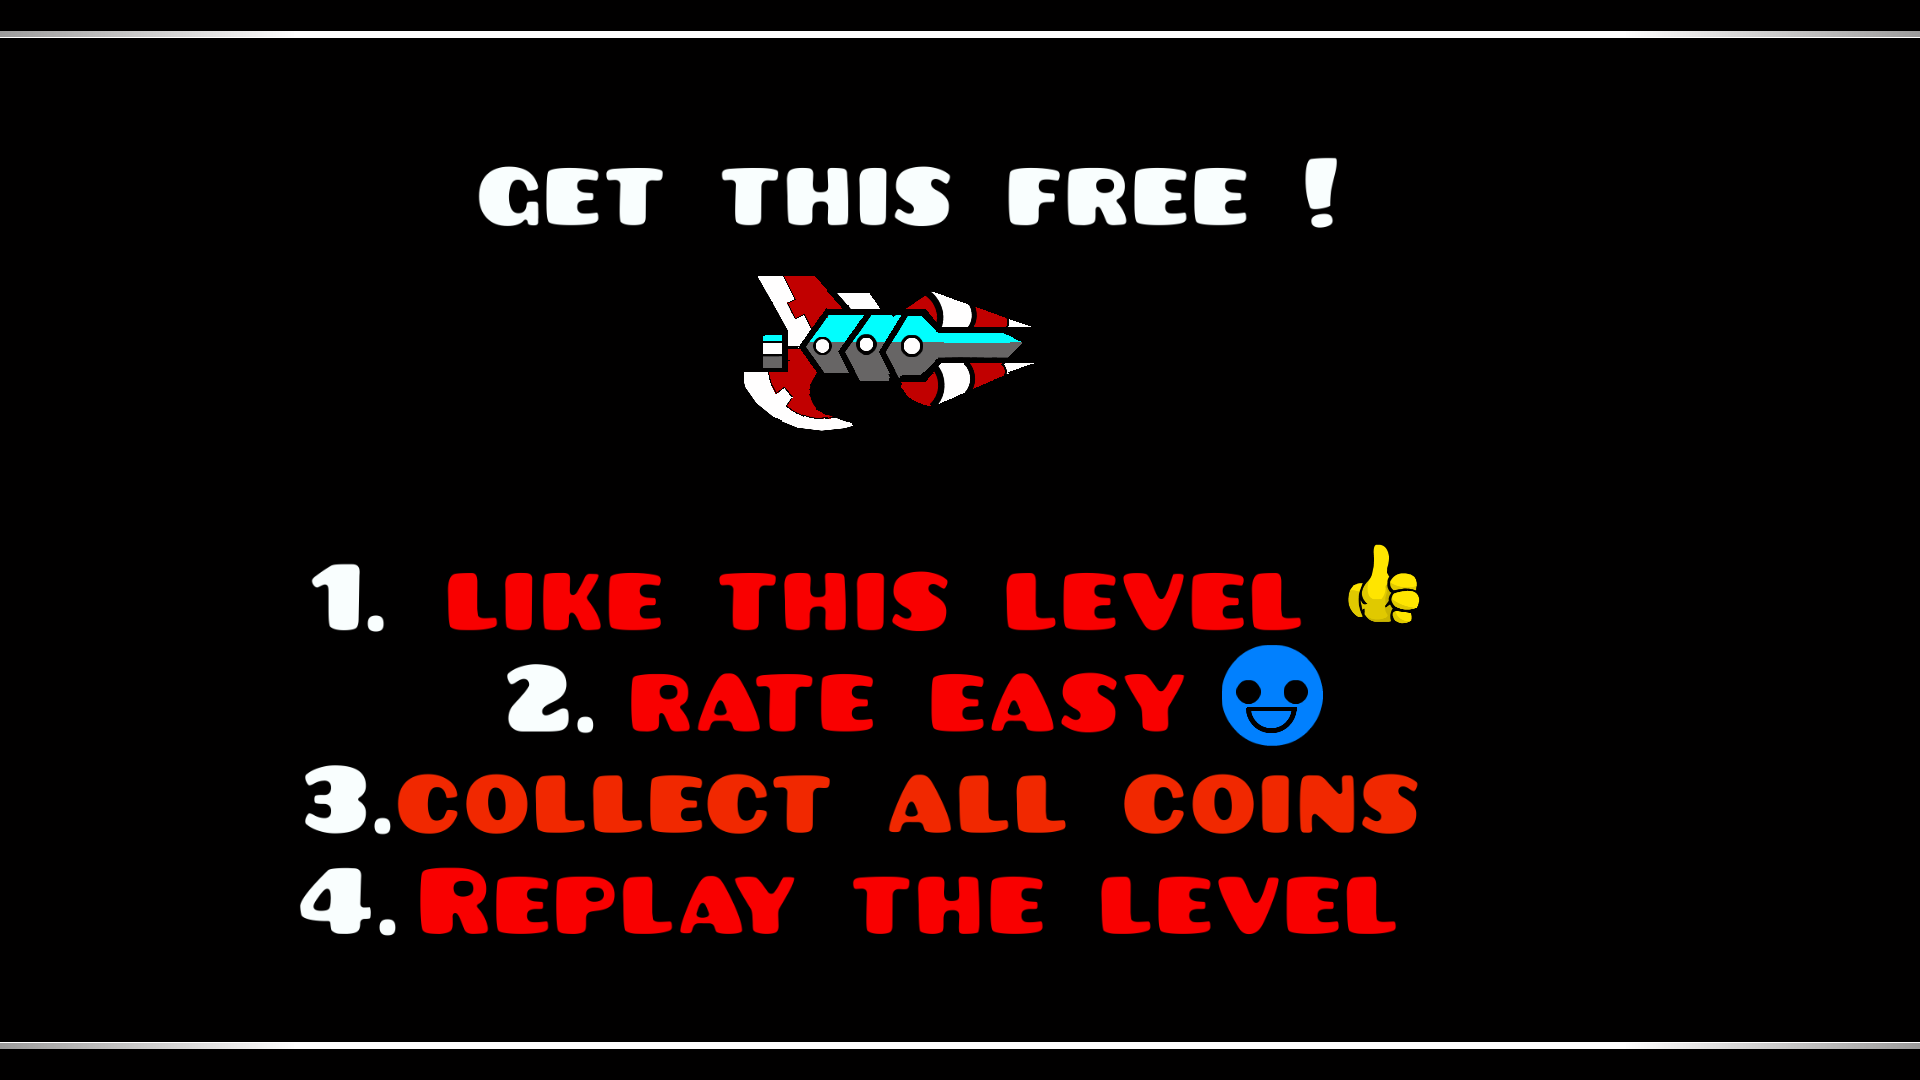 GET THIS FREE !
1. LIKE THIS LEVEL
2. RATE EASY
3.COLLECT ALL COINS
4. REPLAY THE LEVEL